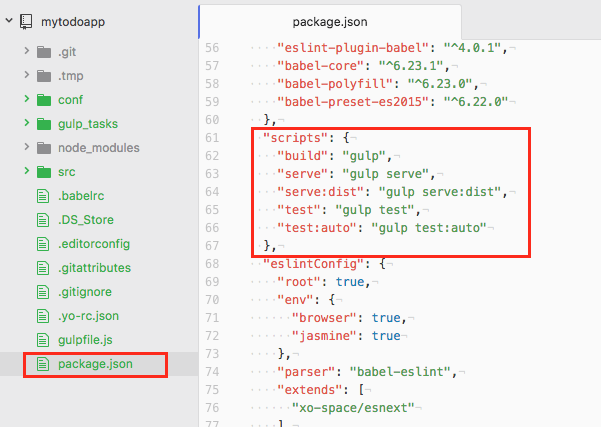 mytodoapp
.git
.tmp
conf
gulp_tasks
node_modules
src
.babelrc
.DS_Store
.editorconfig
.gitattributes
.gitignore
.yo-rc.json
gulpfile.js
package.json
package.json
56 "eslint-plugin-babel": "^4.0.1",
57 "babel-core": "^6.23.1",
58 "babel-polyfill": "^6.23.0",
59 "babel-preset-es2015": "^6.22.0"
60 },
61 "scripts": {
62 "build": "gulp",
63 "serve": "gulp serve",
64 "serve:dist": "gulp serve:dist",
65 "test": "gulp test",
66 "test:auto": "gulp test:auto"
67 },
68 "eslintConfig": {
69 "root": true,
70 "env": {
71 "browser": true,
72 "jasmine": true
73 },
74 "parser": "babel-eslint",
75 "extends": [
76 "xo-space/esnext"
77 ]